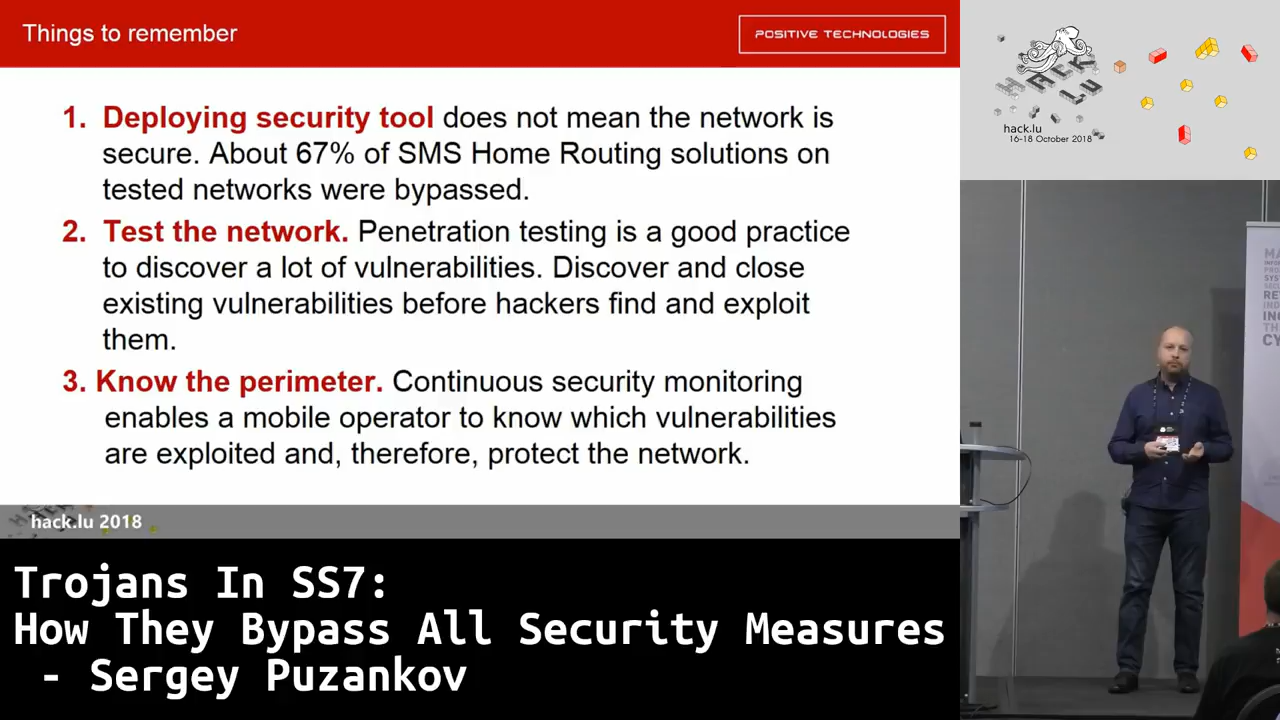 Things to remember
POSITIVE TECHNOLOGIES
1. Deploying security tool does not mean the network is
secure. About 67% of SMS Home Routing solutions on
tested networks were bypassed.
2. Test the network. Penetration testing is a good practice
to discover a lot of vulnerabilities. Discover and close
existing vulnerabilities before hackers find and exploit
them.
3. Know the perimeter. Continuous security monitoring
enables a mobile operator to know which vulnerabilities
are exploited and, therefore, protect the network.
hack.lu 2018
Trojans In SS7:
How They Bypass All Security Measures
- Sergey Puzankov
HACK
LU
hack.lu
16-18 October 2018